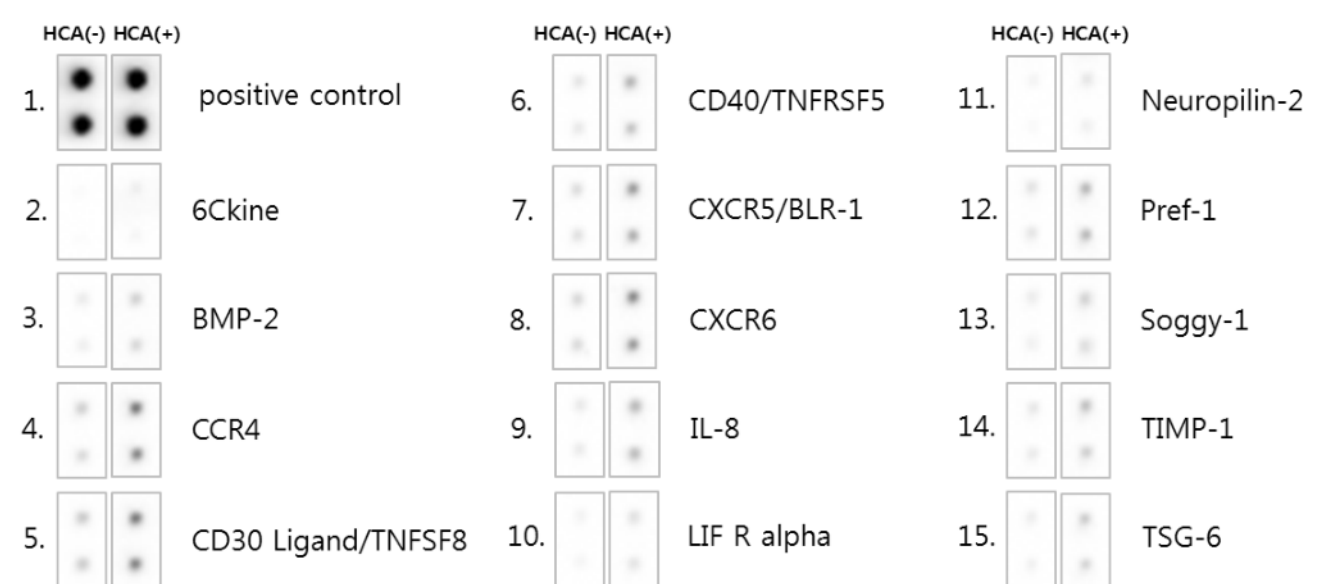 HCA(-) HCA(+)
1. positive control
2. 6Ckine
3. BMP-2
4. CCR4
5. CD30 Ligand/TNFSF8
HCA(-) HCA(+)
6. CD40/TNFRSF5
7. CXCR5/BLR-1
8. CXCR6
9. IL-8
10. LIF R alpha
HCA(-) HCA(+)
11. Neuropilin-2
12. Pref-1
13. Soggy-1
14. TIMP-1
15. TSG-6